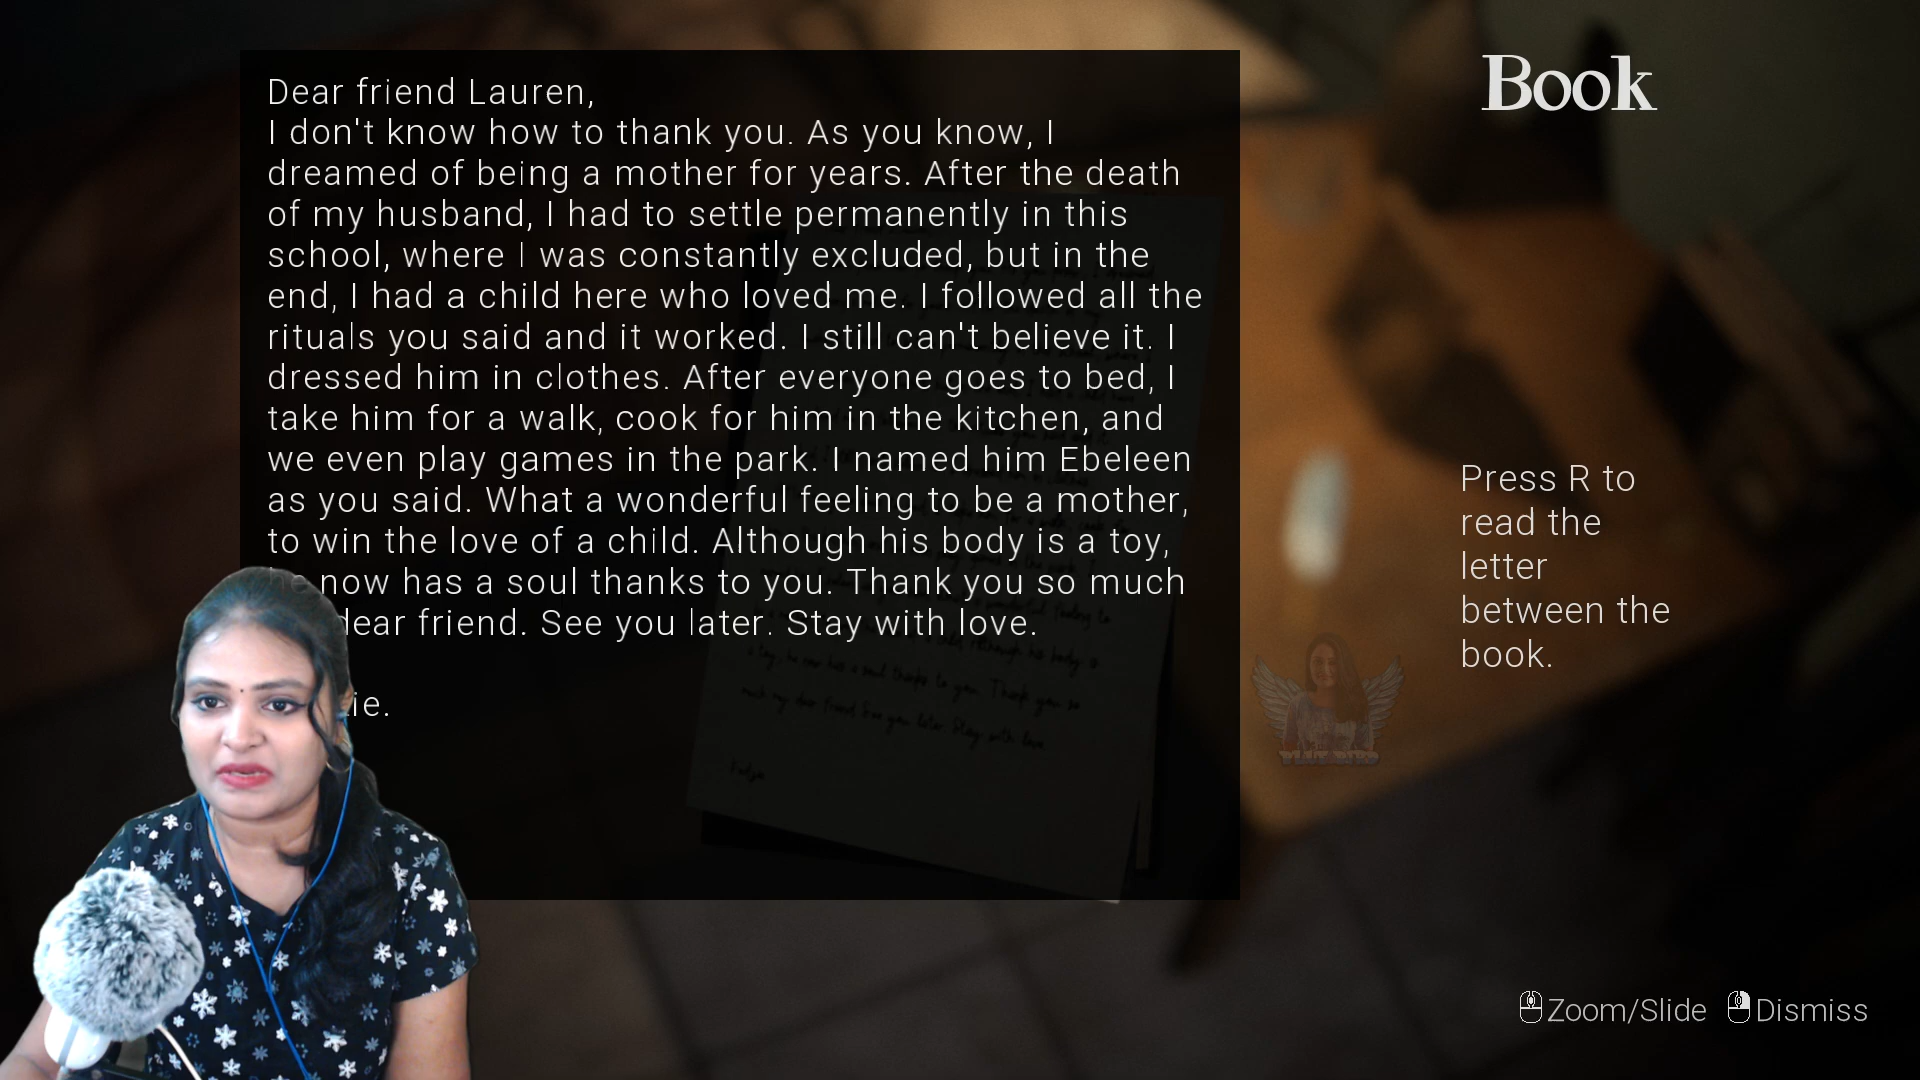 Dear friend Lauren,
I don't know how to thank you. As you know, I
dreamed of being a mother for years. After the death
of my husband, I had to settle permanently in this
school, where I was constantly excluded, but in the
end, I had a child here who loved me. I followed all the
rituals you said and it worked. I still can't believe it. I
dressed him in clothes. After everyone goes to bed, I
take him for a walk, cook for him in the kitchen, and
we even play games in the park. I named him Ebeleen
as you said. What a wonderful feeling to be a mother,
to win the love of a child. Although his body is a toy,
he now has a soul thanks to you. Thank you so much
dear friend. See you later. Stay with love.
Book
Press R to
read the
letter
between the
book.
Zoom/Slide Dismiss